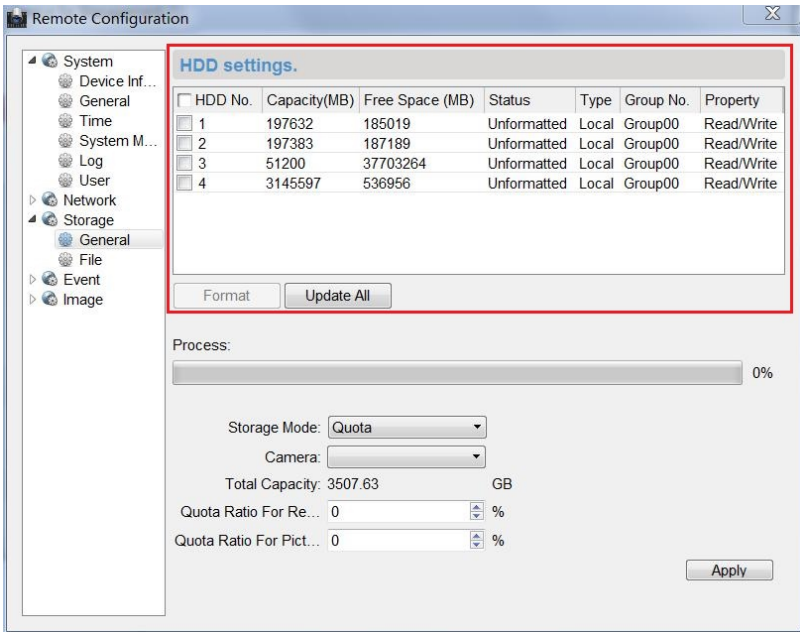 Remote Configuration
System
Device Inf...
General
Time
System M...
Log
User
Network
Storage
General
File
Event
Image
HDD settings.
HDD No. Capacity(MB) Free Space (MB) Status Type Group No. Property
1 197632 185019 Unformatted Local Group00 Read/Write
2 197383 187189 Unformatted Local Group00 Read/Write
3 51200 37703264 Unformatted Local Group00 Read/Write
4 3145597 536956 Unformatted Local Group00 Read/Write
Format Update All
Process:
0%
Storage Mode: Quota
Camera:
Total Capacity: 3507.63 GB
Quota Ratio For Re... 0 %
Quota Ratio For Pict... 0 %
Apply